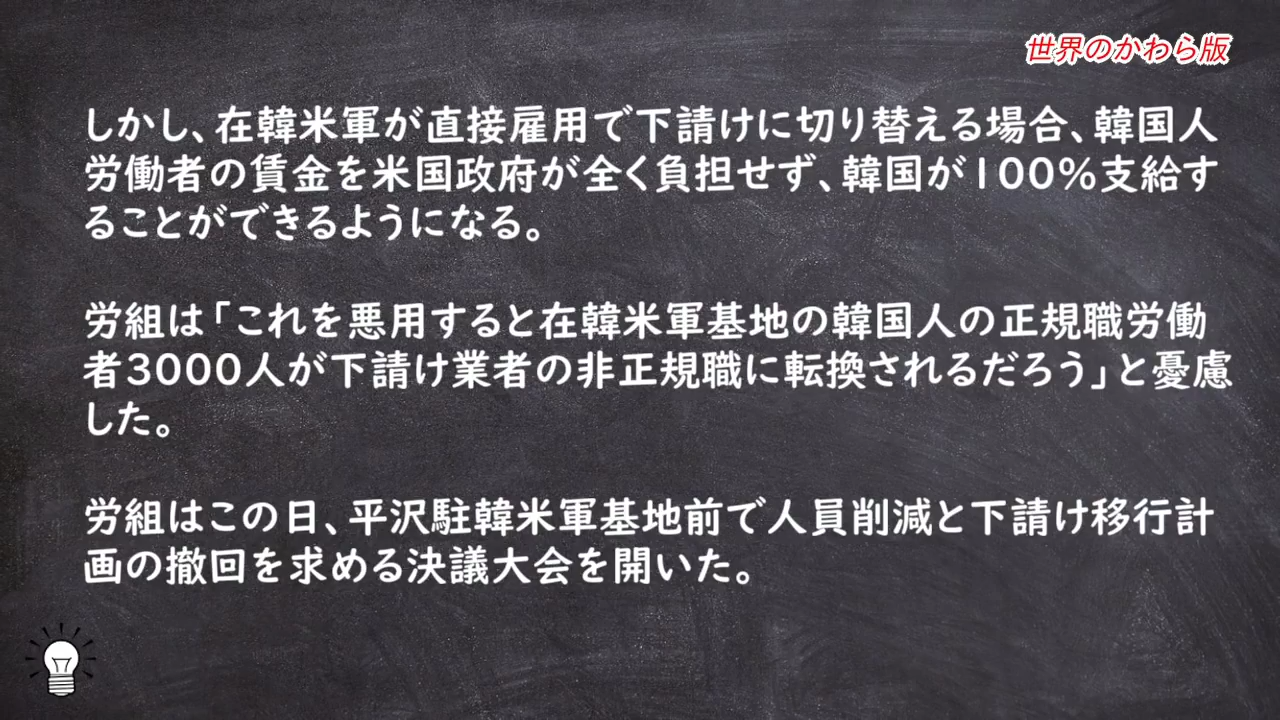 世界のかわら版
しかし、在韓米軍が直接雇用で下請けに切り替える場合、韓国人
労働者の賃金を米国政府が全く負担せず、韓国が100%支給す
ることができるようになる。
労組は「これを悪用すると在韓米軍基地の韓国人の正規職労働
者3000人が下請け業者の非正規職に転換されるだろう」と憂慮
した。
労組はこの日、平沢駐韓米軍基地前で人員削減と下請け移行計
画の撤回を求める決議大会を開いた。